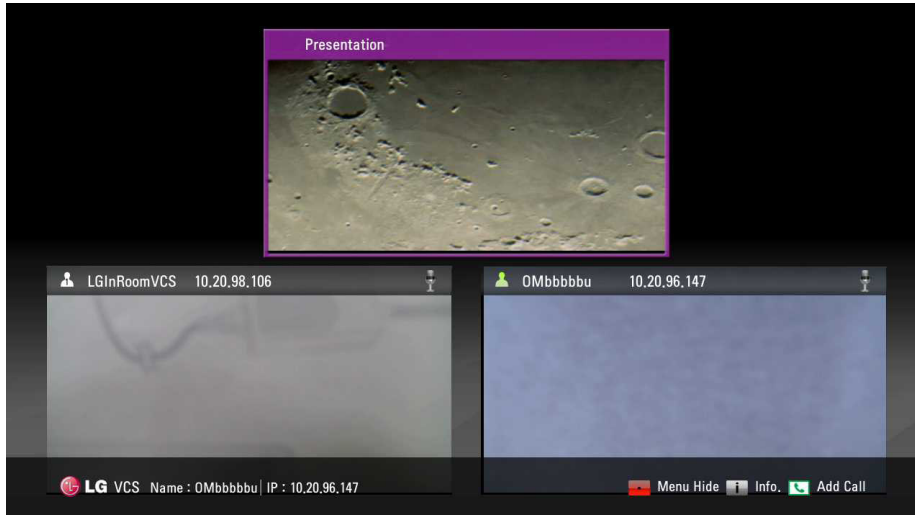 Presentation
LGInRoomVCS 10.20.98.106
OMbbbbbu 10.20.96.147
LG VCS Name : OMbbbbbu | IP : 10.20.96.147
Menu Hide i Info. Add Call